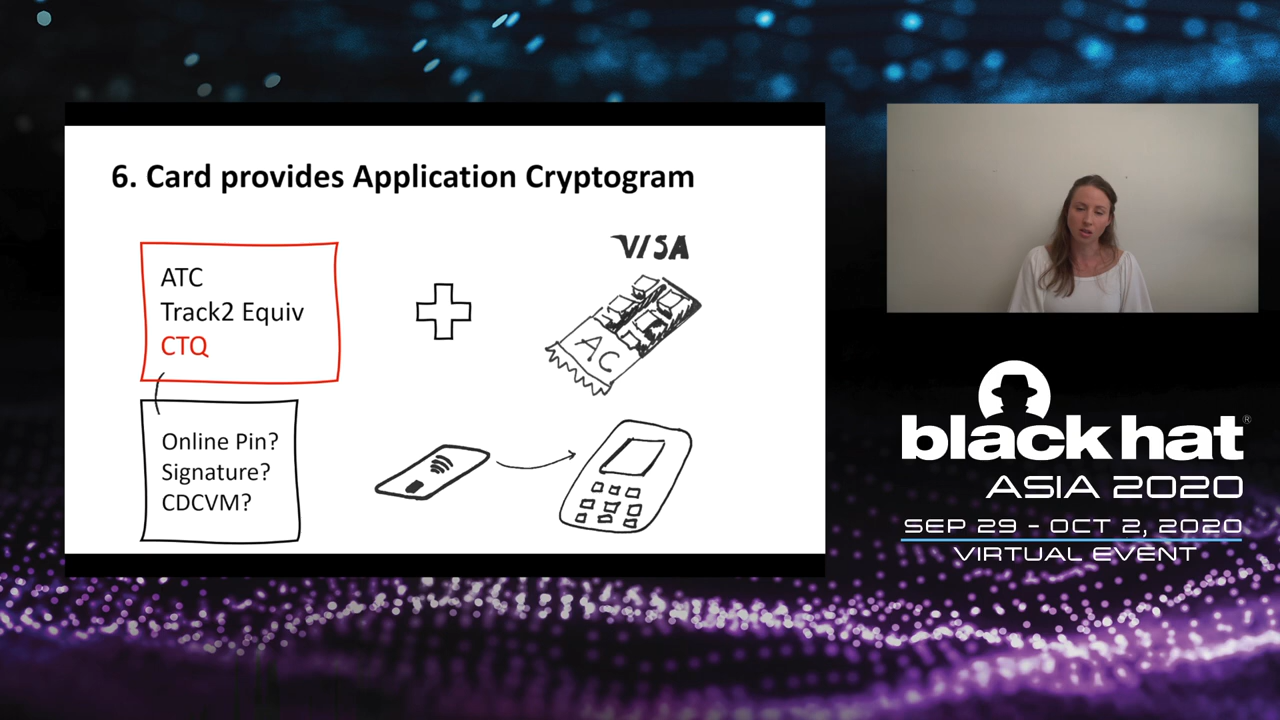 6. Card provides Application Cryptogram
ATC
Track2 Equiv
CTQ
Online Pin?
Signature?
CDCVM?
VISA
AC
black hat®
ASIA 2020
SEP 29 - OCT 2, 2020
VIRTUAL EVENT